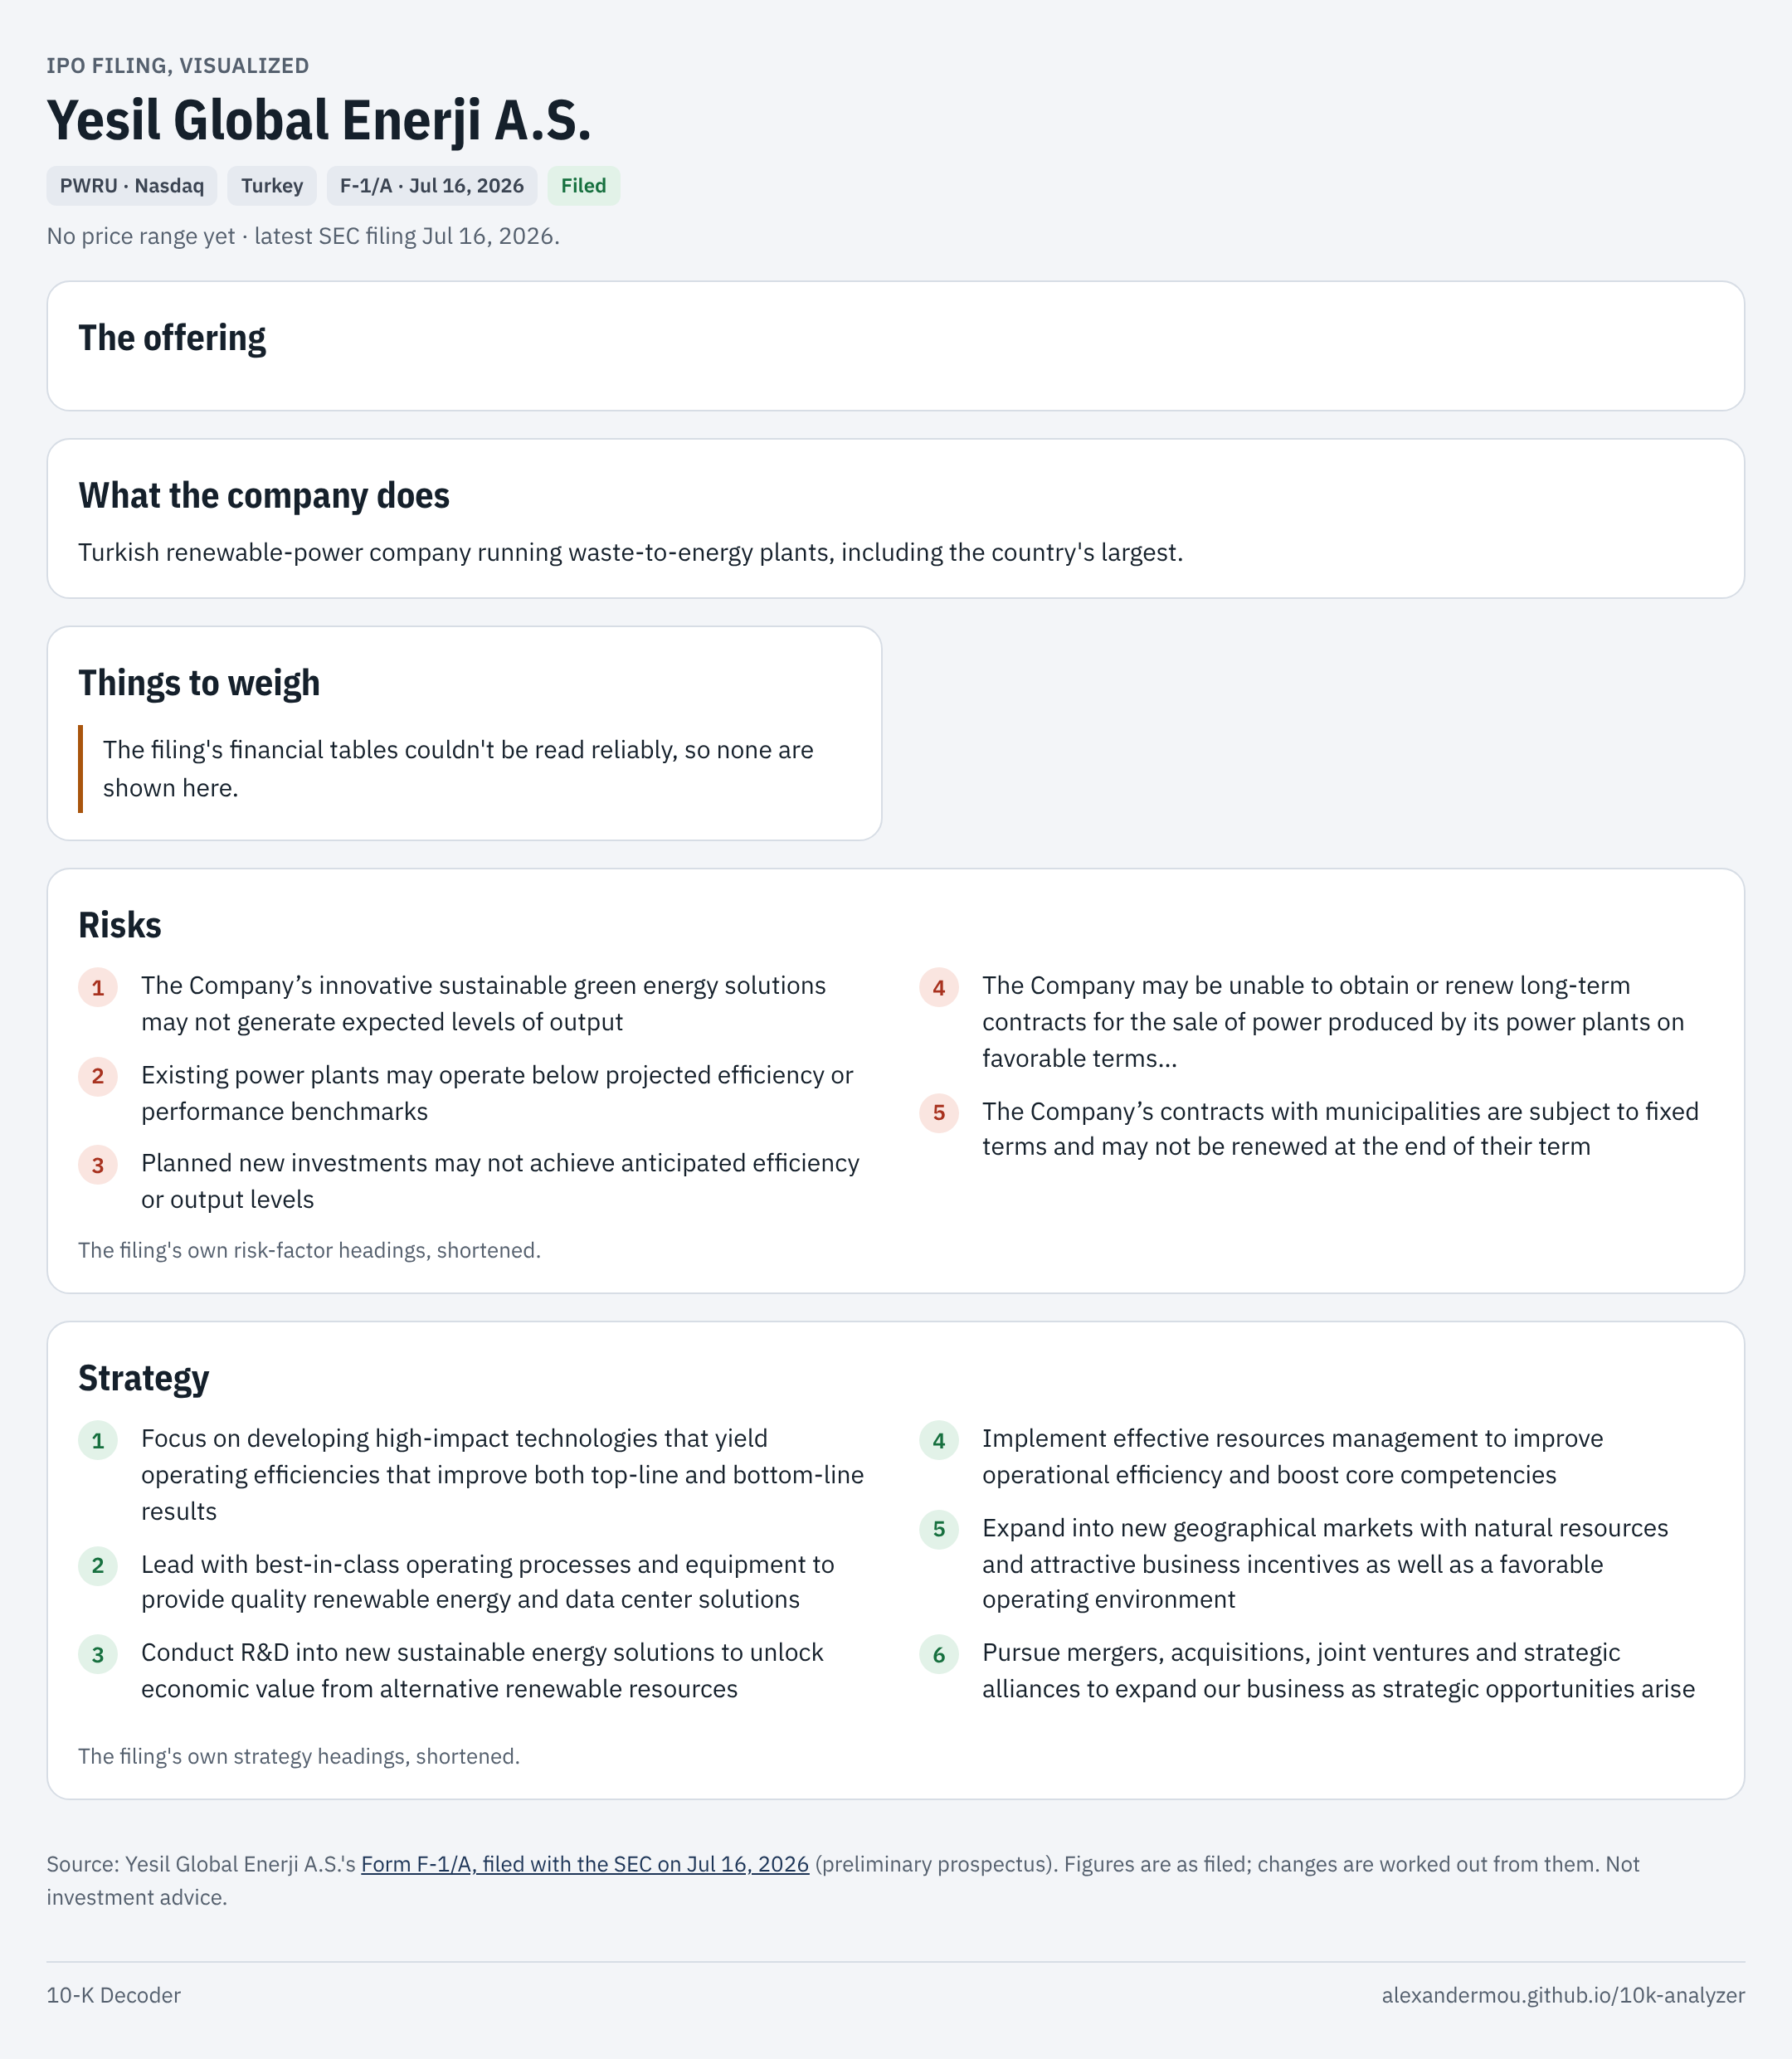 IPO FILING, VISUALIZED
Yesil Global Enerji A.S.
PWRU · Nasdaq
Turkey
F-1/A · Jul 16, 2026
Filed
No price range yet · latest SEC filing Jul 16, 2026.
The offering
What the company does
Turkish renewable-power company running waste-to-energy plants, including the country's largest.
Things to weigh
The filing's financial tables couldn't be read reliably, so none are
shown here.
Risks
1 The Company’s innovative sustainable green energy solutions
may not generate expected levels of output
2 Existing power plants may operate below projected efficiency or
performance benchmarks
3 Planned new investments may not achieve anticipated efficiency
or output levels
4 The Company may be unable to obtain or renew long-term
contracts for the sale of power produced by its power plants on
favorable terms…
5 The Company’s contracts with municipalities are subject to fixed
terms and may not be renewed at the end of their term
The filing's own risk-factor headings, shortened.
Strategy
1 Focus on developing high-impact technologies that yield
operating efficiencies that improve both top-line and bottom-line
results
2 Lead with best-in-class operating processes and equipment to
provide quality renewable energy and data center solutions
3 Conduct R&D into new sustainable energy solutions to unlock
economic value from alternative renewable resources
4 Implement effective resources management to improve
operational efficiency and boost core competencies
5 Expand into new geographical markets with natural resources
and attractive business incentives as well as a favorable
operating environment
6 Pursue mergers, acquisitions, joint ventures and strategic
alliances to expand our business as strategic opportunities arise
The filing's own strategy headings, shortened.
Source: Yesil Global Enerji A.S.'s Form F-1/A, filed with the SEC on Jul 16, 2026 (preliminary prospectus). Figures are as filed; changes are worked out from them. Not
investment advice.
10-K Decoder
alexandermou.github.io/10k-analyzer